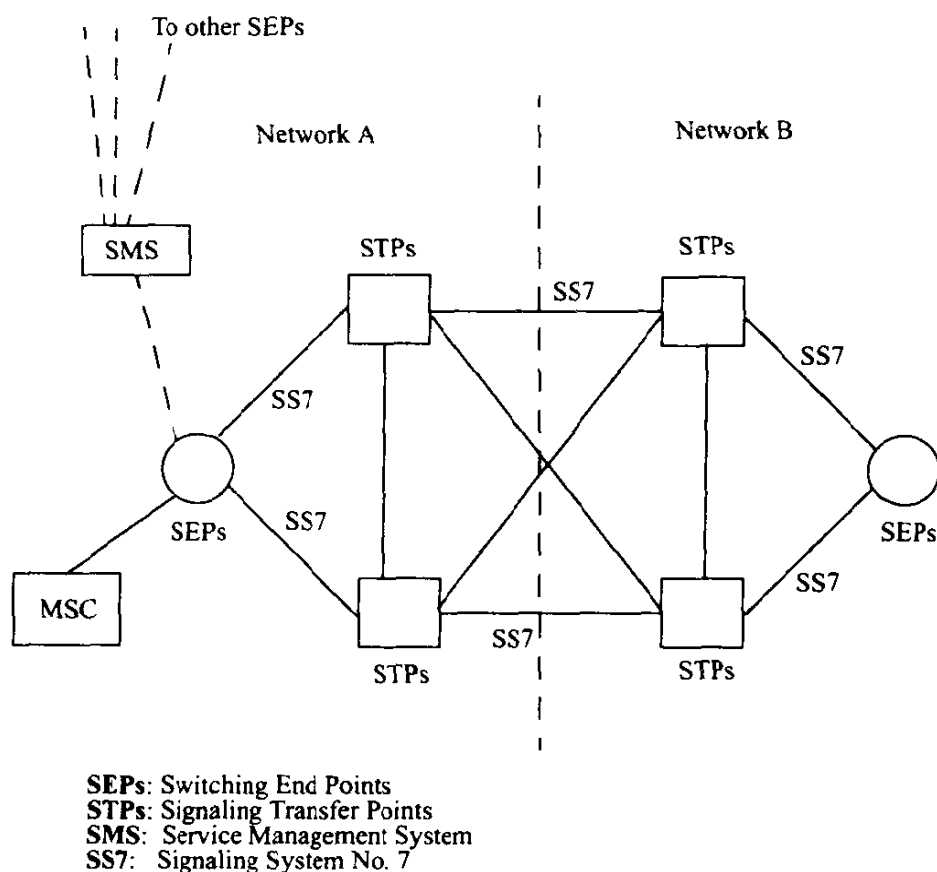 To other SEPs
Network A
Network B
SMS
STPs
STPs
SS7
SS7
SS7
SEPs
SS7
SEPs
SS7
MSC
SS7
STPs
STPs
SEPs: Switching End Points
STPs: Signaling Transfer Points
SMS: Service Management System
SS7: Signaling System No. 7